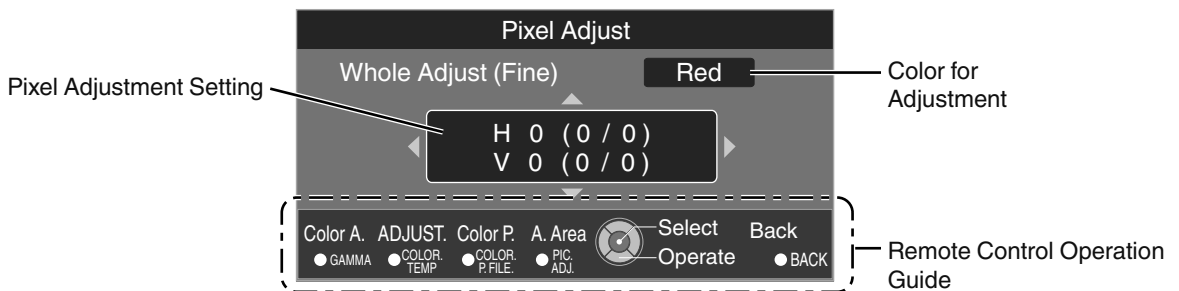 Pixel Adjust
Whole Adjust (Fine) Red
Pixel Adjustment Setting
Color for
Adjustment
H 0 (0 / 0)
V 0 (0 / 0)
Color A. ADJUST. Color P. A. Area Select Back
GAMMA COLOR. TEMP COLOR. P.FILE. PIC. ADJ. Operate BACK
Remote Control Operation
Guide